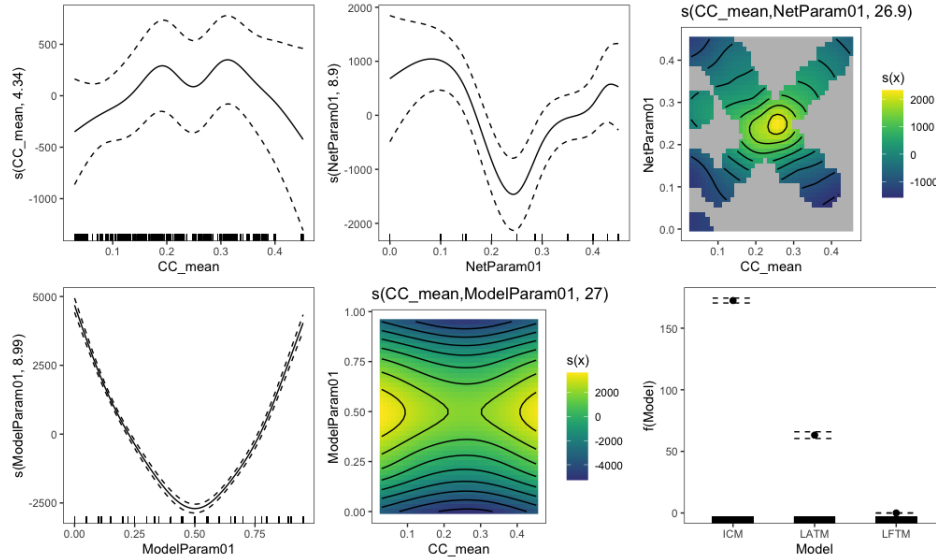 s(CC_mean, 4.34)
500
0
-500
-1000
0.1
0.2
0.3
0.4
CC_mean
s(NetParam01, 8.9)
2000
1000
0
-1000
-2000
0.0
0.1
0.2
0.3
0.4
NetParam01
s(CC_mean,NetParam01, 26.9)
NetParam01
0.4
0.3
0.2
0.1
0.0
0.1
0.2
0.3
0.4
CC_mean
s(x)
2000
1000
0
-1000
s(ModelParam01, 8.99)
5000
2500
0
-2500
0.00
0.25
0.50
0.75
ModelParam01
s(CC_mean,ModelParam01, 27)
ModelParam01
1.00
0.75
0.50
0.25
0.00
0.1
0.2
0.3
0.4
CC_mean
s(x)
2000
0
-2000
-4000
f(Model)
150
100
50
0
ICM
LATM
LFTM
Model